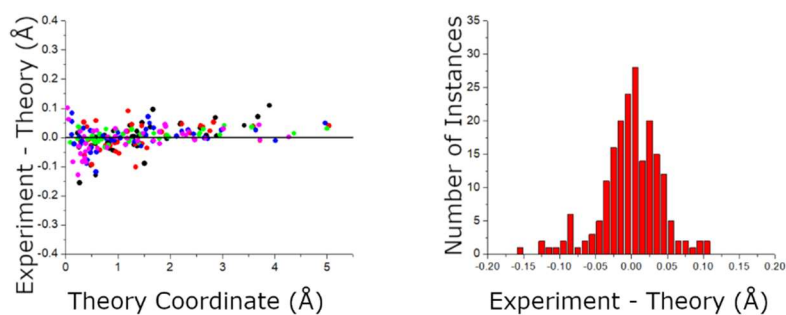 Experiment - Theory (Å)
0.4
0.3
0.2
0.1
0.0
-0.1
-0.2
-0.3
-0.4
0 1 2 3 4 5
Theory Coordinate (Å)
Number of Instances
35
30
25
20
15
10
5
0
-0.20 -0.15 -0.10 -0.05 0.00 0.05 0.10 0.15 0.20
Experiment - Theory (Å)